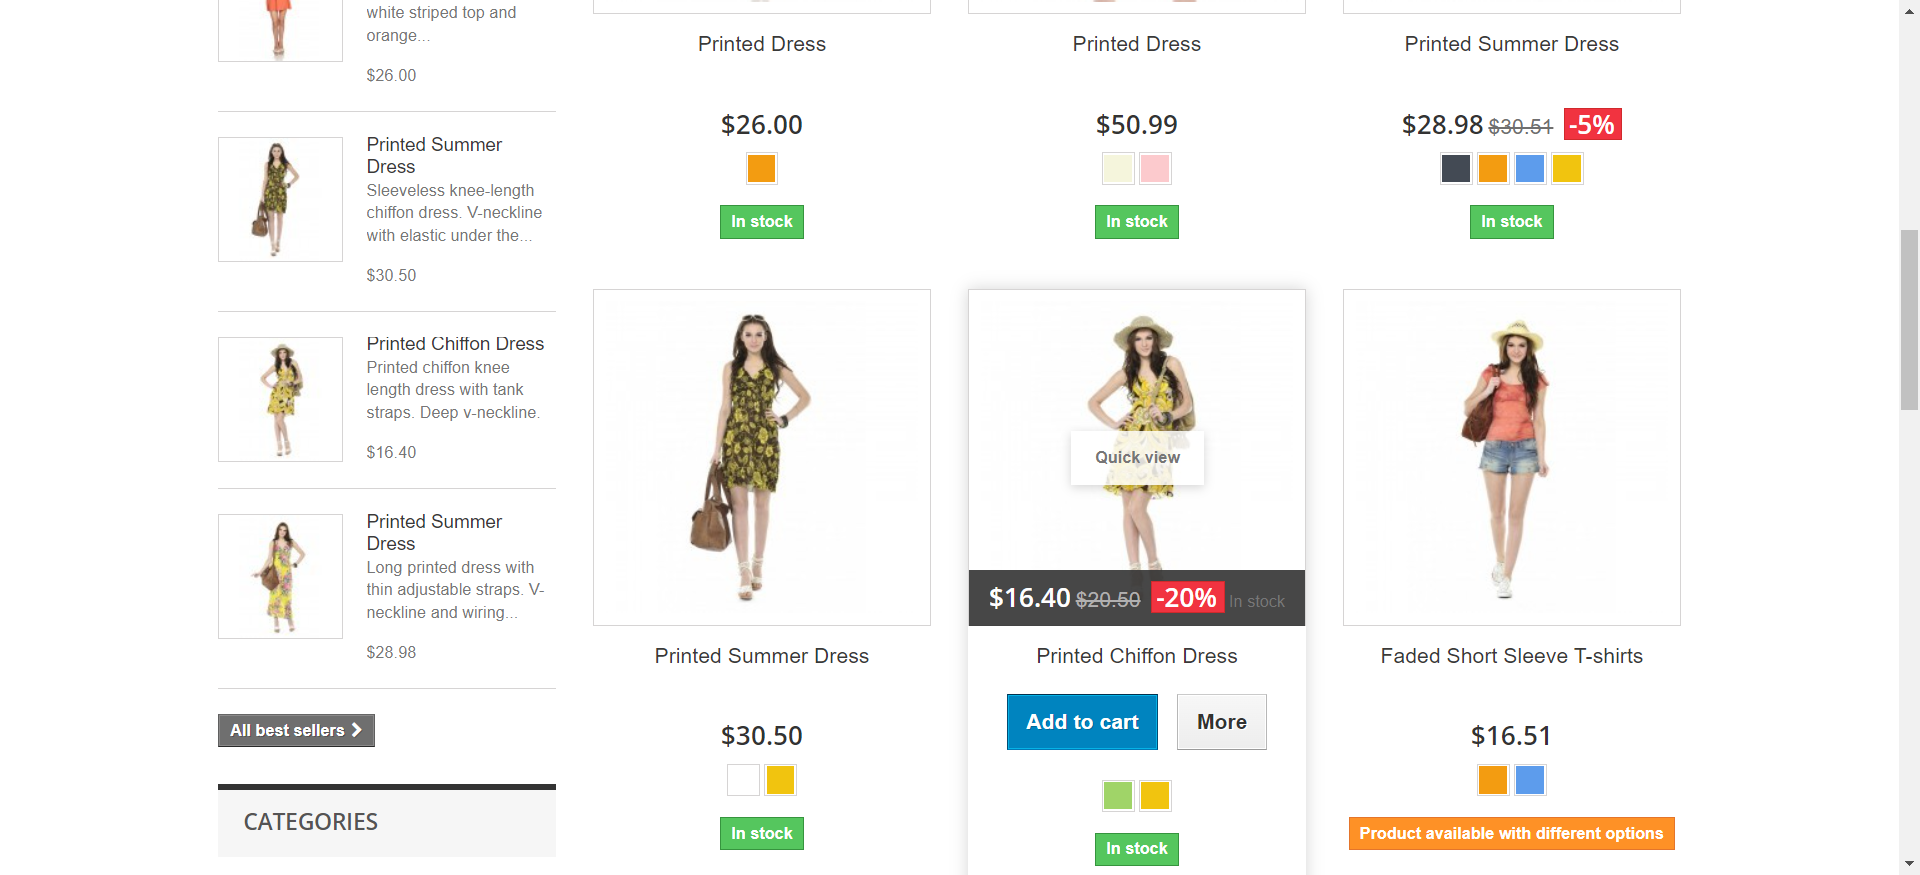 white striped top and
orange...
$26.00
Printed Summer
Dress
Sleeveless knee-length
chiffon dress. V-neckline
with elastic under the...
$30.50
Printed Chiffon Dress
Printed chiffon knee
length dress with tank
straps. Deep v-neckline.
$16.40
Printed Summer
Dress
Long printed dress with
thin adjustable straps. V-
neckline and wiring...
$28.98
All best sellers
CATEGORIES
Printed Dress
$26.00
In stock
Printed Dress
$50.99
In stock
Printed Summer Dress
$28.98 $30.51 -5%
In stock
Printed Summer Dress
$30.50
In stock
Quick view
$16.40 $20.50 -20% In stock
Printed Chiffon Dress
Add to cart More
In stock
Faded Short Sleeve T-shirts
$16.51
Product available with different options